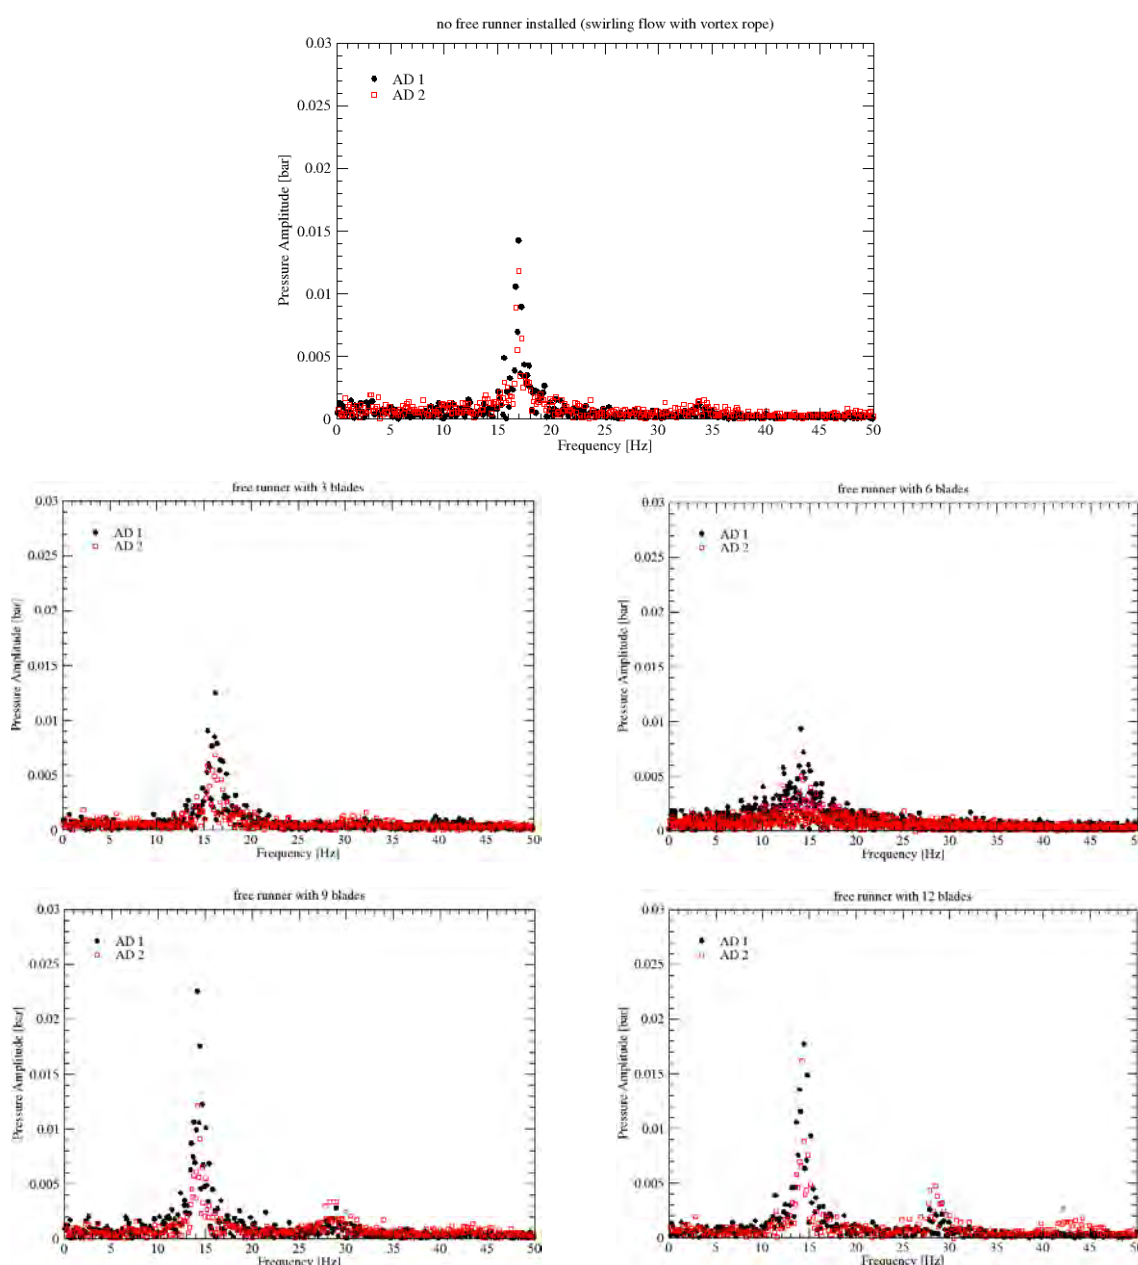 no free runner installed (swirling flow with vortex rope)
0.03
AD 1
AD 2
0.025
0.02
Pressure Amplitude [bar]
0.015
0.01
0.005
0
0 5 10 15 20 25 30 35 40 45 50
Frequency [Hz]
free runner with 3 blades
0.03
AD 1
AD 2
0.025
0.02
Pressure Amplitude [bar]
0.015
0.01
0.005
0
0 5 10 15 20 25 30 35 40 45 50
Frequency [Hz]
free runner with 6 blades
0.03
AD 1
AD 2
0.025
0.02
Pressure Amplitude [bar]
0.015
0.01
0.005
0
0 5 10 15 20 25 30 35 40 45 50
Frequency [Hz]
free runner with 9 blades
0.03
AD 1
AD 2
0.025
0.02
Pressure Amplitude [bar]
0.015
0.01
0.005
0
0 5 10 15 20 25 30 35 40 45 50
Frequency [Hz]
free runner with 12 blades
0.03
AD 1
AD 2
0.025
0.02
Pressure Amplitude [bar]
0.015
0.01
0.005
0
0 5 10 15 20 25 30 35 40 45 50
Frequency [Hz]